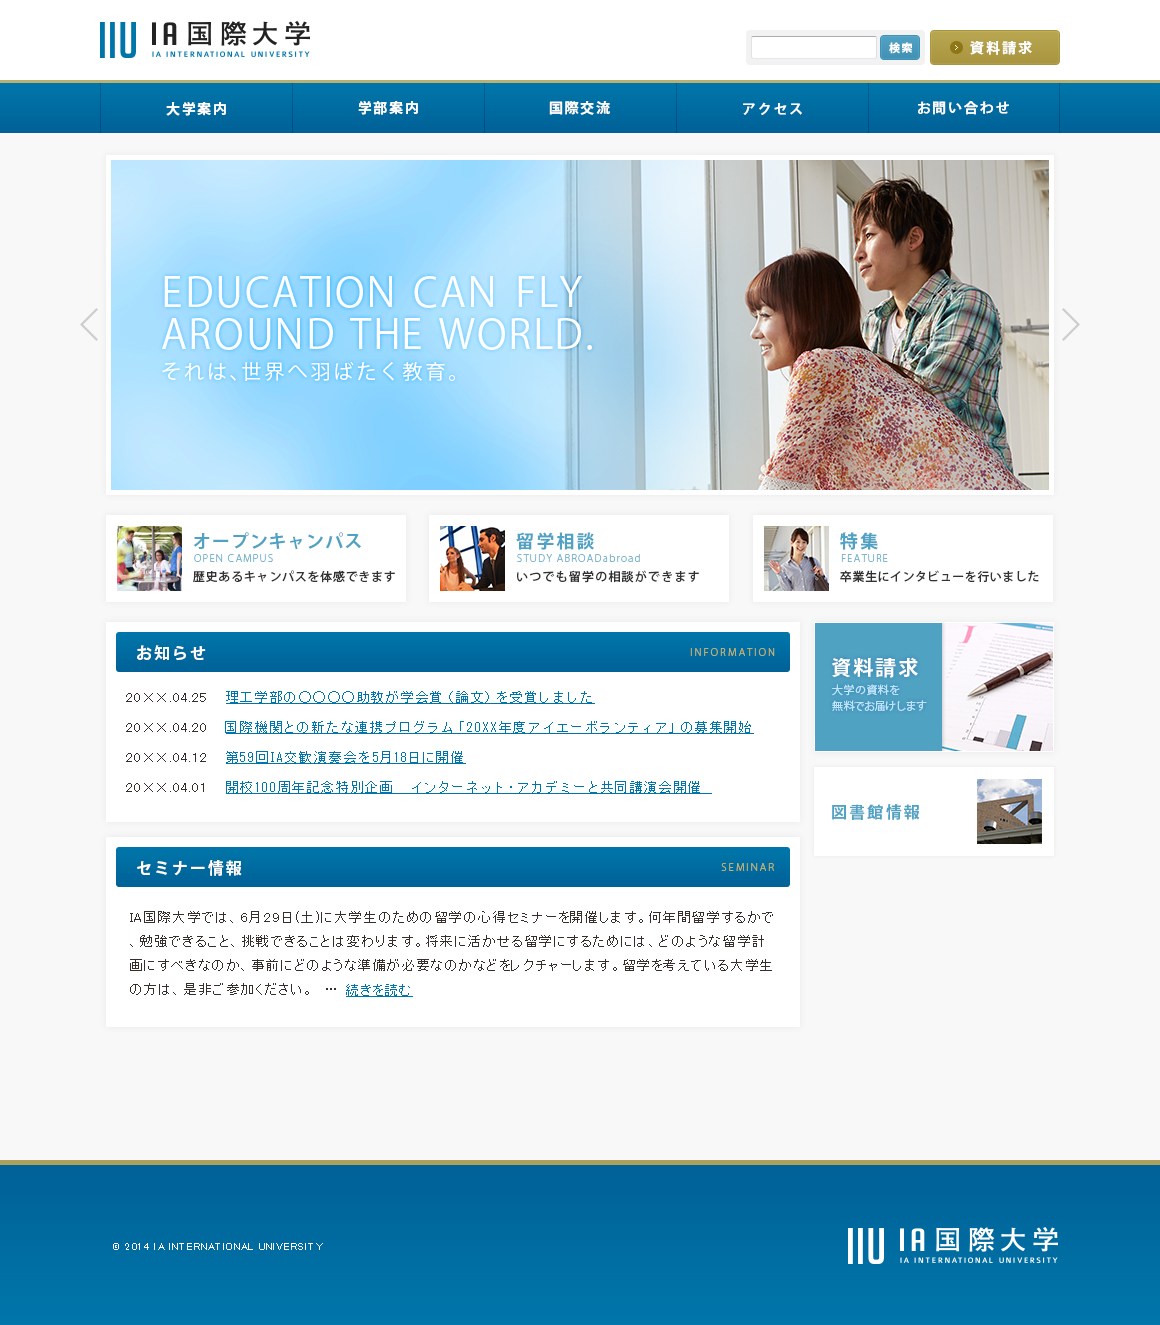 IA 国際大学
IA INTERNATIONAL UNIVERSITY
検索
資料請求
大学案内
学部案内
国際交流
アクセス
お問い合わせ
EDUCATION CAN FLY
AROUND THE WORLD.
それは、世界へ羽ばたく教育。
オープンキャンパス
OPEN CAMPUS
歴史あるキャンパスを体感できます
留学相談
STUDY ABROADabroad
いつでも留学の相談ができます
特集
FEATURE
卒業生にインタビューを行いました
お知らせ
INFORMATION
20××.04.25 理工学部の〇〇〇〇助教が学会賞（論文）を受賞しました
20××.04.20 国際機関との新たな連携プログラム「20XX年度アイエーボランティア」の募集開始
20××.04.12 第59回IA交歓演奏会を5月18日に開催
20××.04.01 開校100周年記念特別企画　インターネット・アカデミーと共同講演会開催
資料請求
大学の資料を
無料でお届けします
図書館情報
セミナー情報
SEMINAR
IA国際大学では、6月29日(土)に大学生のための留学の心得セミナーを開催します。何年間留学するかで
、勉強できること、挑戦できることは変わります。将来に活かせる留学にするためには、どのような留学計
画にすべきなのか、事前にどのような準備が必要なのかなどをレクチャーします。留学を考えている大学生
の方は、是非ご参加ください。　… 続きを読む
© 2014 IA INTERNATIONAL UNIVERSITY
IA 国際大学
IA INTERNATIONAL UNIVERSITY